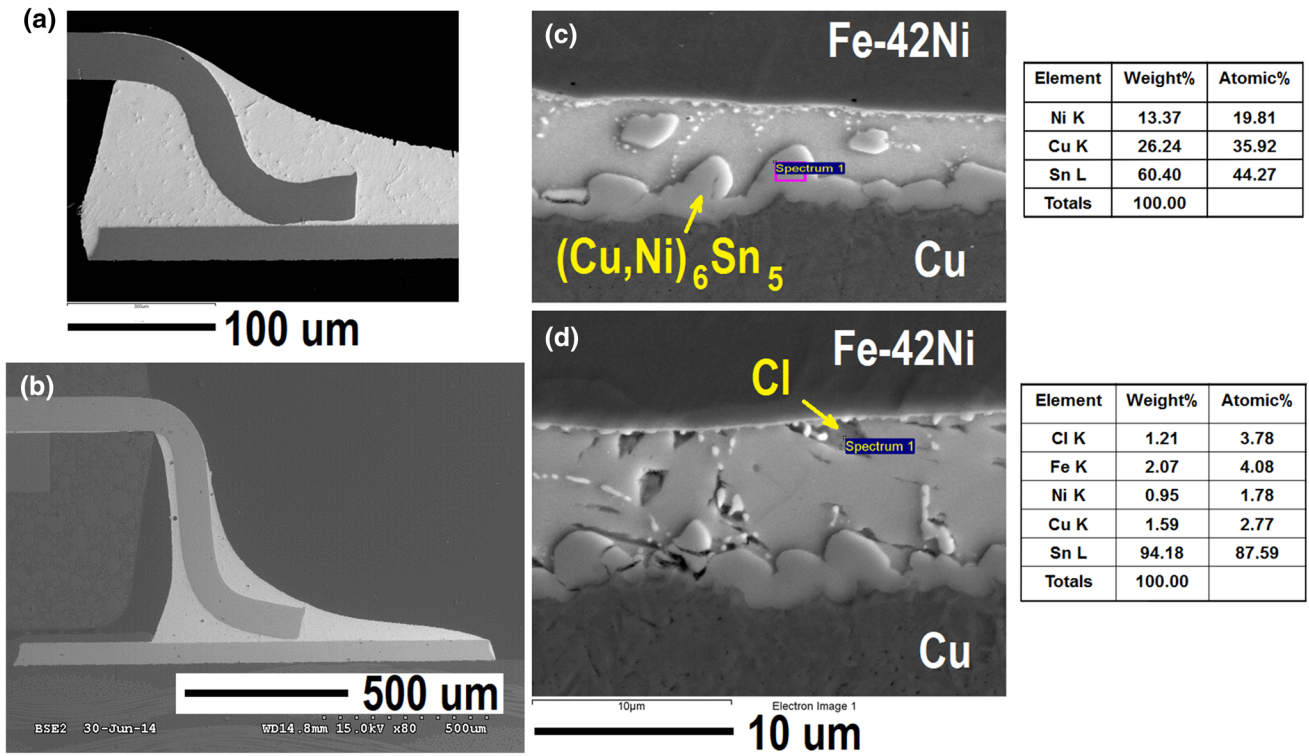 (a)
300um
100 um
(b)
500 um
BSE2 30-Jun-14 WD14.8mm 15.0kV x80 500um
(c)
Fe-42Ni
Spectrum 1
(Cu,Ni)6Sn5
Cu
Element Weight% Atomic%
Ni K 13.37 19.81
Cu K 26.24 35.92
Sn L 60.40 44.27
Totals 100.00
(d)
Fe-42Ni
Cl
Spectrum 1
Cu
10µm Electron Image 1
10 um
Element Weight% Atomic%
Cl K 1.21 3.78
Fe K 2.07 4.08
Ni K 0.95 1.78
Cu K 1.59 2.77
Sn L 94.18 87.59
Totals 100.00